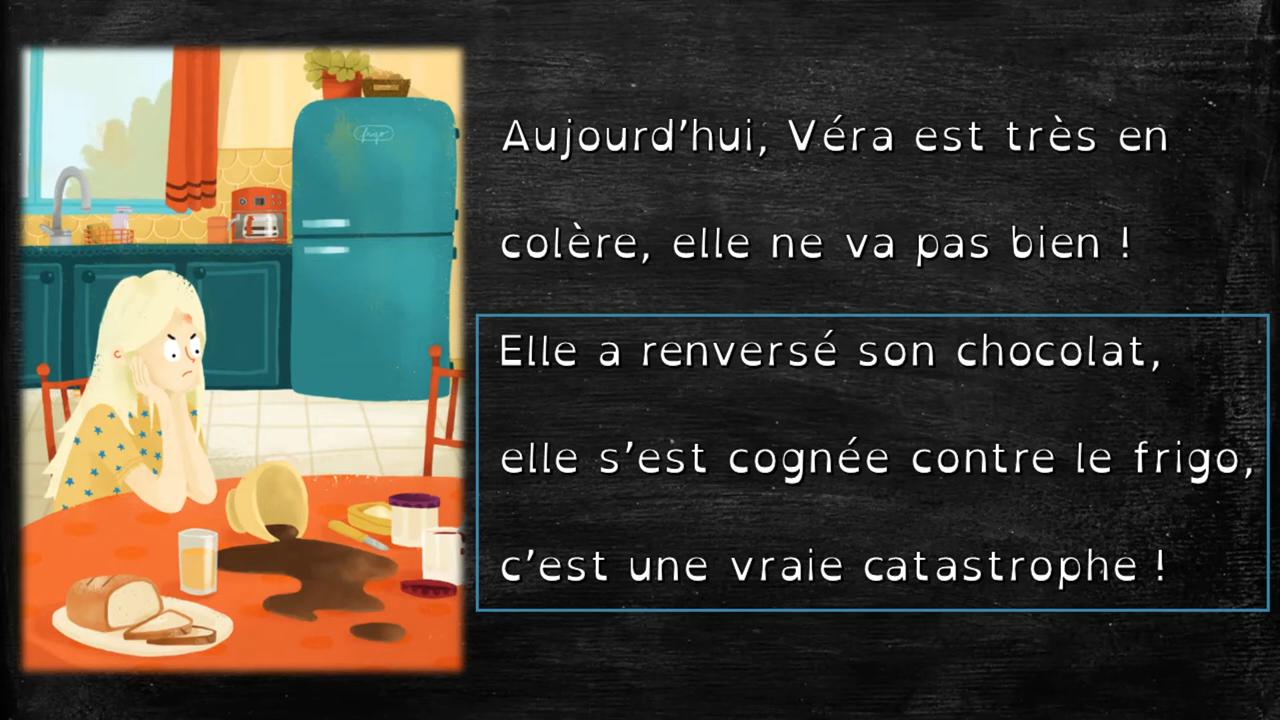 frigo
Aujourd’hui, Véra est très en
colère, elle ne va pas bien !
Elle a renversé son chocolat,
elle s’est cognée contre le frigo,
c’est une vraie catastrophe !